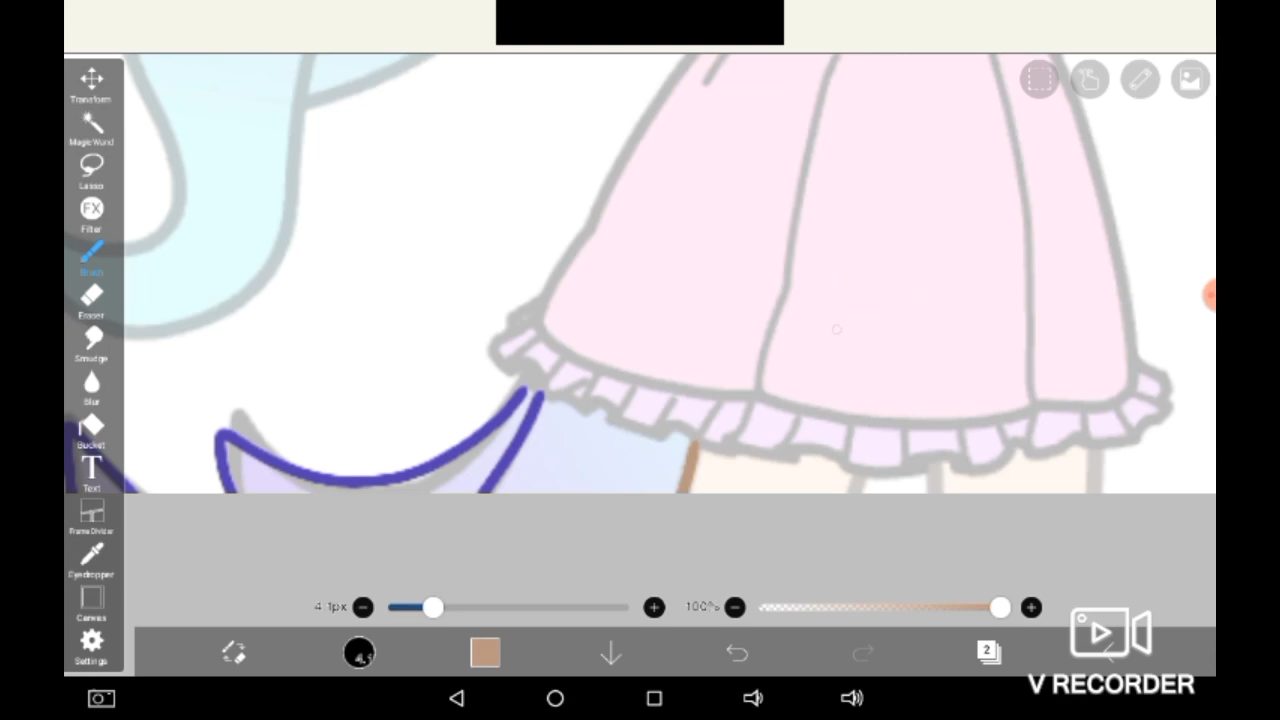 Transform
Magic Wand
Lasso
FX
Filter
Brush
Eraser
Smudge
Blur
Bucket
T
Text
Frame Divider
Eyedropper
Canvas
Settings
4.1px
100%
2
V RECORDER